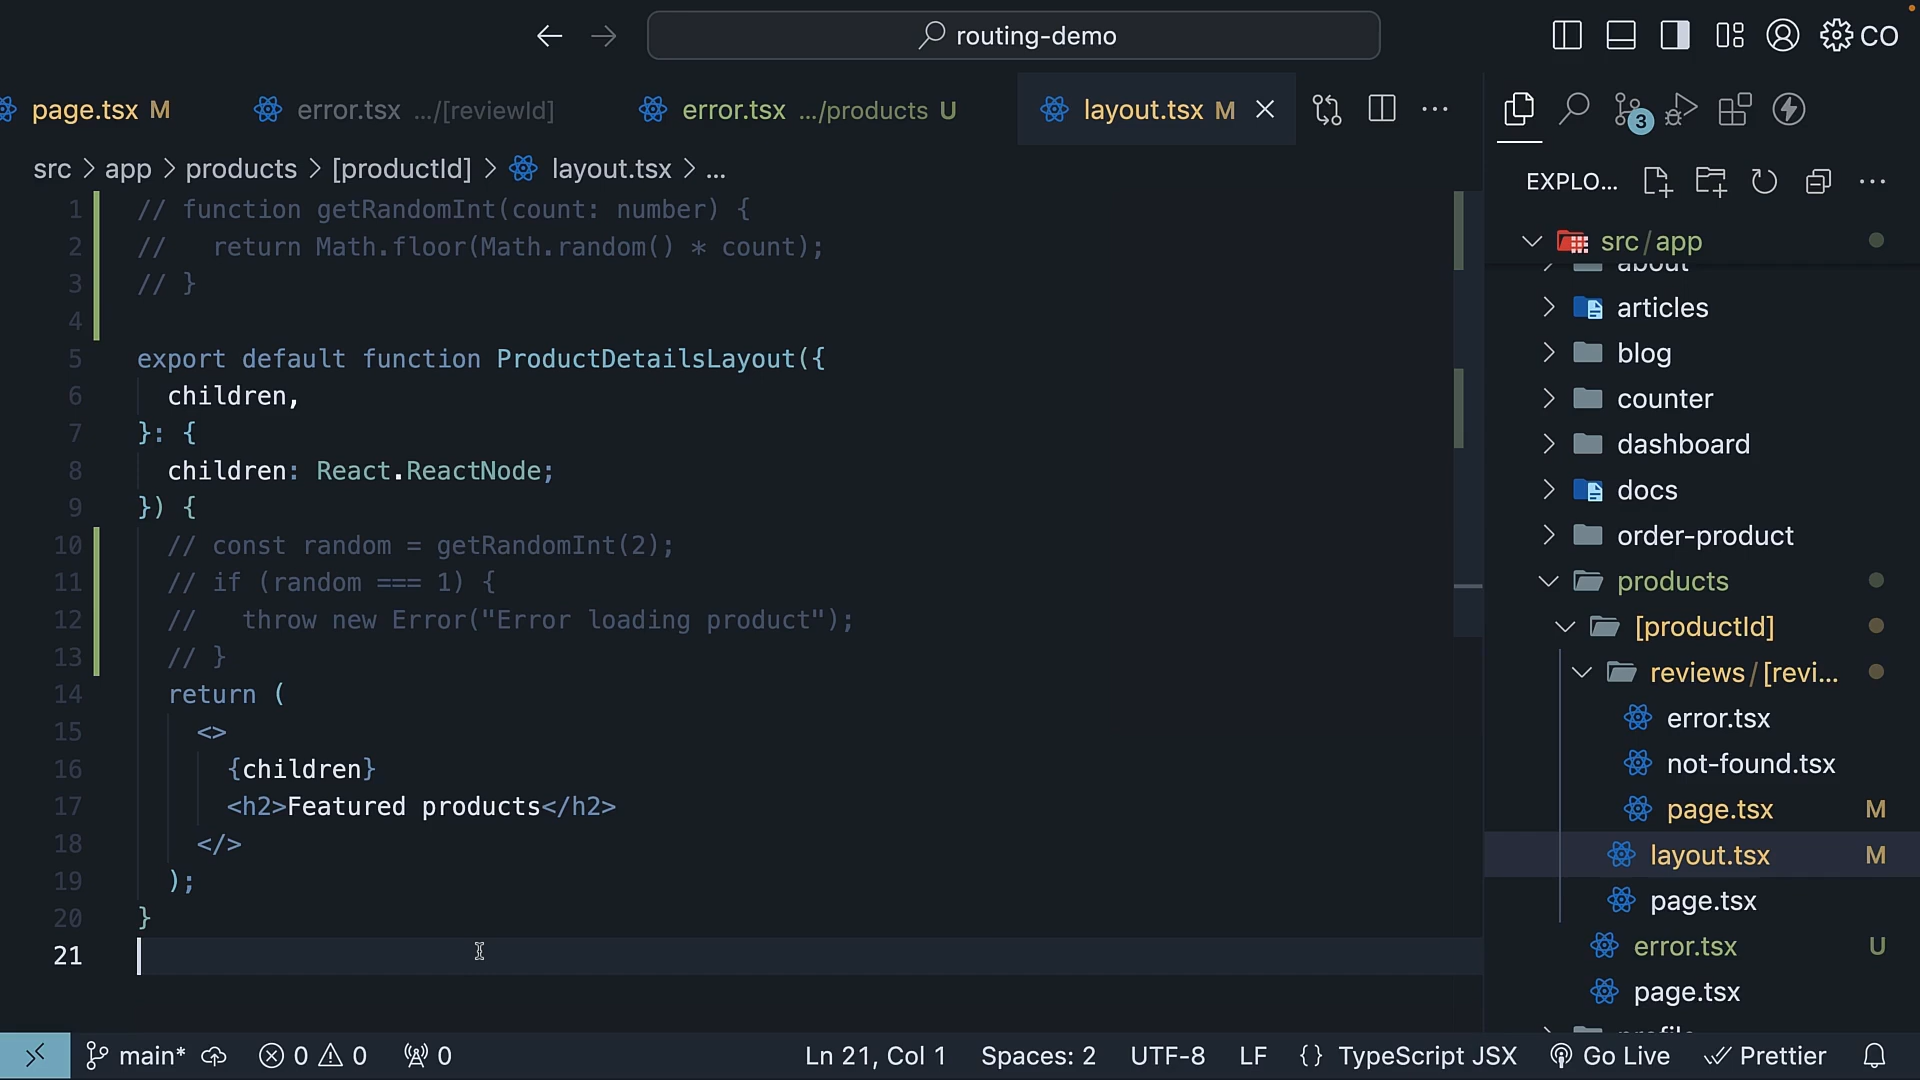 routing-demo
CO
page.tsx M
error.tsx .../[reviewId]
error.tsx .../products U
layout.tsx M
3
src > app > products > [productId] > layout.tsx > ...
1 // function getRandomInt(count: number) {
2 //   return Math.floor(Math.random() * count);
3 // }
4
5 export default function ProductDetailsLayout({
6   children,
7 }: {
8   children: React.ReactNode;
9 }) {
10   // const random = getRandomInt(2);
11   // if (random === 1) {
12   //   throw new Error("Error loading product");
13   // }
14   return (
15     <>
16       {children}
17       <h2>Featured products</h2>
18     </>
19   );
20 }
21
EXPLO...
src/app
about
articles
blog
counter
dashboard
docs
order-product
products
[productId]
reviews/[revi...
error.tsx
not-found.tsx
page.tsx M
layout.tsx M
page.tsx
error.tsx U
page.tsx
main* 0 0 0
Ln 21, Col 1
Spaces: 2
UTF-8
LF
{} TypeScript JSX
Go Live
Prettier